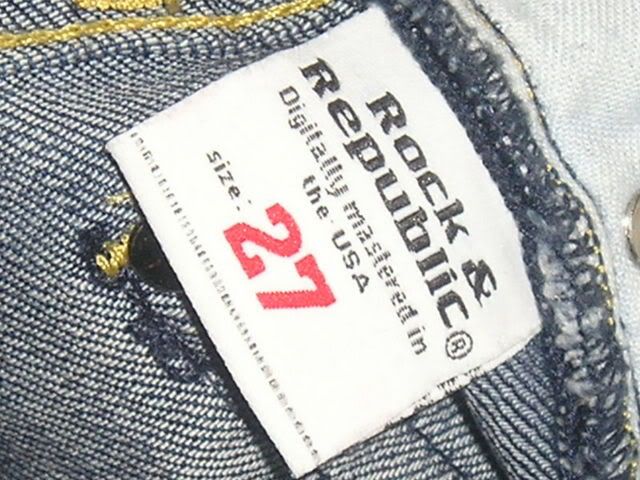 Rock &
Republic®
Digitally mastered in
the USA
size:
27